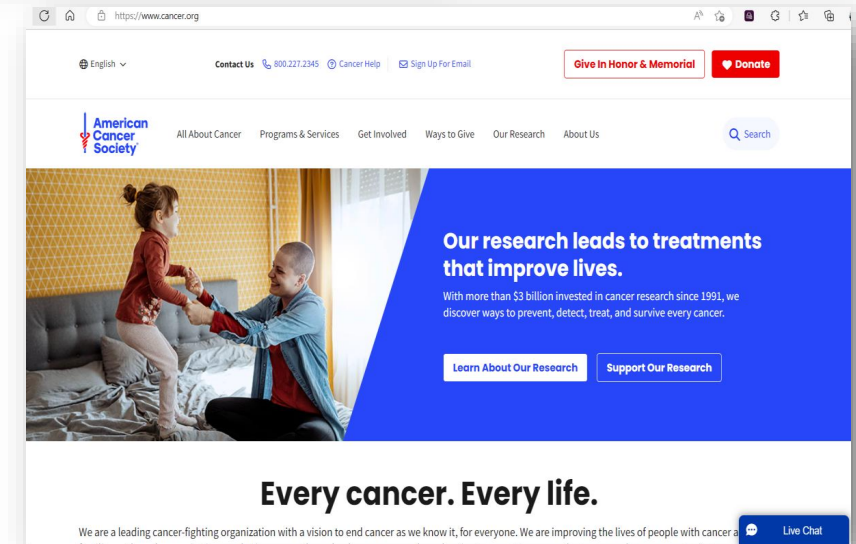 https://www.cancer.org
English
Contact Us 800.227.2345 Cancer Help Sign Up For Email
Give In Honor & Memorial
Donate
American
Cancer
Society
All About Cancer Programs & Services Get Involved Ways to Give Our Research About Us
Search
Our research leads to treatments
that improve lives.
With more than $3 billion invested in cancer research since 1991, we
discover ways to prevent, detect, treat, and survive every cancer.
Learn About Our Research Support Our Research
Every cancer. Every life.
We are a leading cancer-fighting organization with a vision to end cancer as we know it, for everyone. We are improving the lives of people with cancer a
Live Chat